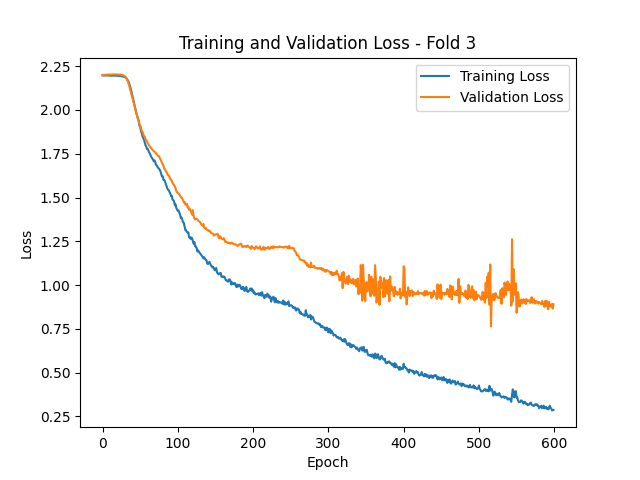 Training and Validation Loss - Fold 3
Training Loss
Validation Loss
2.25
2.00
1.75
1.50
1.25
1.00
0.75
0.50
0.25
Loss
0 100 200 300 400 500 600
Epoch